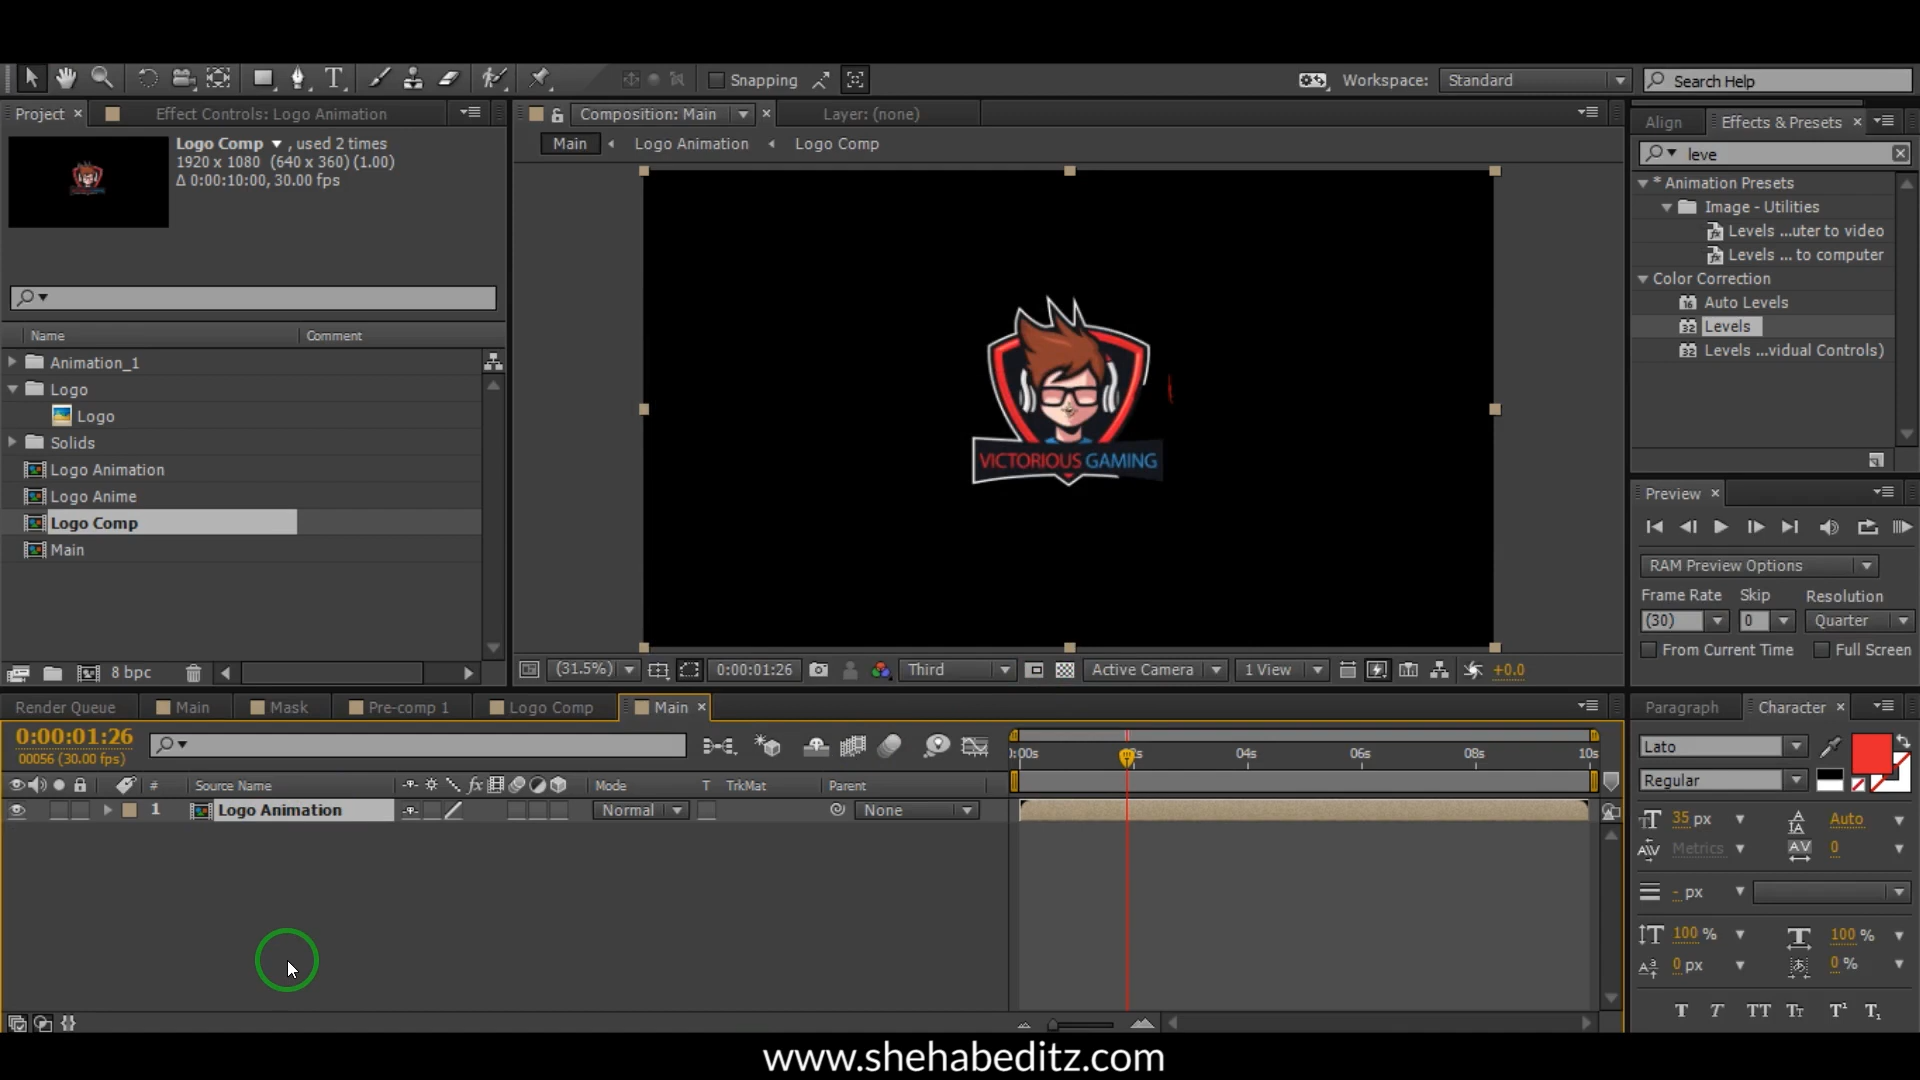 Snapping
Workspace: Standard
Search Help
Project
Effect Controls: Logo Animation
Composition: Main
Layer: (none)
Align
Effects & Presets
Logo Comp , used 2 times
1920 x 1080 (640 x 360) (1.00)
Δ 0:00:10:00, 30.00 fps
Main
Logo Animation
Logo Comp
leve
* Animation Presets
Image - Utilities
Levels ...uter to video
Levels ... to computer
Color Correction
Auto Levels
Levels
Levels ...vidual Controls)
Name
Comment
Animation_1
Logo
Logo
Solids
Logo Animation
Logo Anime
Logo Comp
Main
VICTORIOUS GAMING
Preview
RAM Preview Options
Frame Rate
Skip
Resolution
(30)
0
Quarter
From Current Time
Full Screen
8 bpc
(31.5%)
0:00:01:26
Third
Active Camera
1 View
+0.0
Render Queue
Main
Mask
Pre-comp 1
Logo Comp
Main
Paragraph
Character
0:00:01:26
00056 (30.00 fps)
):00s
02s
04s
06s
08s
10s
Lato
Regular
#
Source Name
Mode
T
TrkMat
Parent
1
Logo Animation
Normal
None
35 px
Auto
Metrics
0
- px
100 %
100 %
0 px
0 %
www.shehabeditz.com